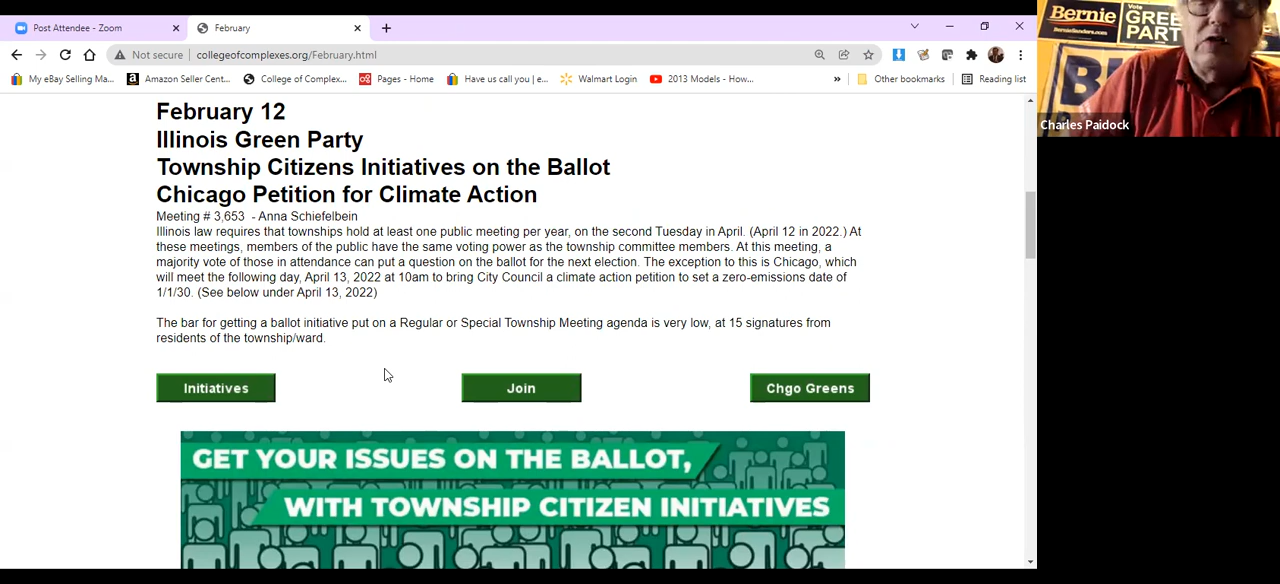 Post Attendee - Zoom
February
Not secure
collegeofcomplexes.org/February.html
My eBay Selling Ma...
Amazon Seller Cent...
College of Complex...
Pages - Home
Have us call you | e...
Walmart Login
2013 Models - How...
»
Other bookmarks
Reading list
February 12
Illinois Green Party
Township Citizens Initiatives on the Ballot
Chicago Petition for Climate Action
Meeting # 3,653 - Anna Schiefelbein
Illinois law requires that townships hold at least one public meeting per year, on the second Tuesday in April. (April 12 in 2022.) At
these meetings, members of the public have the same voting power as the township committee members. At this meeting, a
majority vote of those in attendance can put a question on the ballot for the next election. The exception to this is Chicago, which
will meet the following day, April 13, 2022 at 10am to bring City Council a climate action petition to set a zero-emissions date of
1/1/30. (See below under April 13, 2022)
The bar for getting a ballot initiative put on a Regular or Special Township Meeting agenda is very low, at 15 signatures from
residents of the township/ward.
Initiatives
Join
Chgo Greens
GET YOUR ISSUES ON THE BALLOT,
WITH TOWNSHIP CITIZEN INITIATIVES
Bernie
BernieSanders.com
Vote
GREE
PART
Charles Paidock